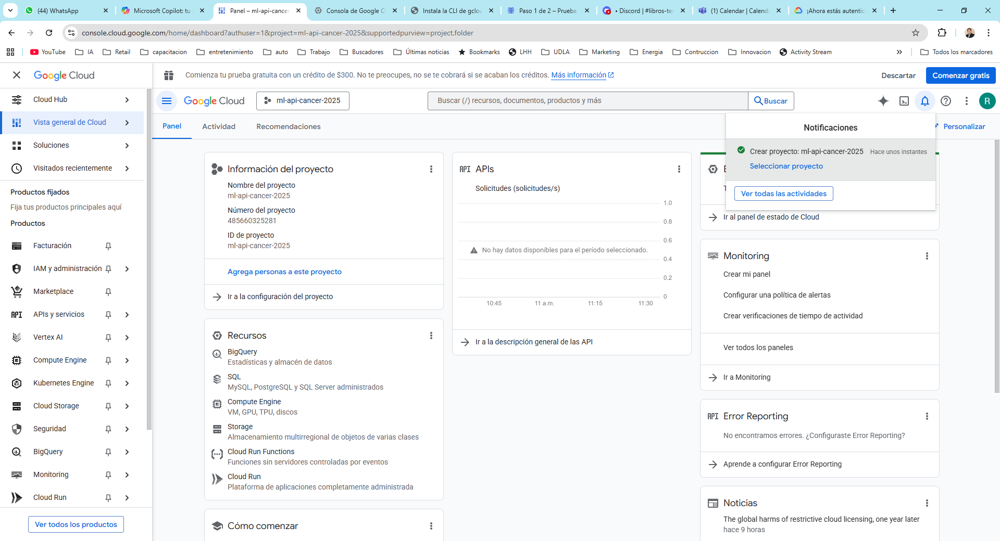 (44) WhatsApp
Microsoft Copilot: tu
Panel – ml-api-cancer
Consola de Google C
Instala la CLI de gclou
Paso 1 de 2 – Prueba
• Discord | #libros-te
(1) Calendar | Calend
¡Ahora estás autentic
console.cloud.google.com/home/dashboard?authuser=1&project=ml-api-cancer-2025&supportedpurview=project,folder
YouTube
IA
Retail
capacitacion
entretenimiento
auto
Trabajo
Buscadores
Últimas noticias
Bookmarks
LHH
UDLA
Marketing
Energia
Contruccion
Innovacion
Activity Stream
Todos los marcadores
Google Cloud
Comienza tu prueba gratuita con un crédito de $300. No te preocupes, no se te cobrará si se acaban los créditos. Más información
Descartar
Comenzar gratis
Google Cloud
ml-api-cancer-2025
Buscar (/) recursos, documentos, productos y más
Buscar
R
Cloud Hub
Vista general de Cloud
Soluciones
Visitados recientemente
Productos fijados
Fija tus productos principales aquí
Productos
Facturación
IAM y administración
Marketplace
API APIs y servicios
Vertex AI
Compute Engine
Kubernetes Engine
Cloud Storage
Seguridad
BigQuery
Monitoring
Cloud Run
Ver todos los productos
Panel
Actividad
Recomendaciones
Personalizar
Notificaciones
Crear proyecto: ml-api-cancer-2025
Hace unos instantes
Seleccionar proyecto
Ver todas las actividades
Información del proyecto
Nombre del proyecto
ml-api-cancer-2025
Número del proyecto
485660325281
ID de proyecto
ml-api-cancer-2025
Agrega personas a este proyecto
Ir a la configuración del proyecto
Recursos
BigQuery
Estadísticas y almacén de datos
SQL
MySQL, PostgreSQL y SQL Server administrados
Compute Engine
VM, GPU, TPU, discos
Storage
Almacenamiento multirregional de objetos de varias clases
Cloud Run Functions
Funciones sin servidores controladas por eventos
Cloud Run
Plataforma de aplicaciones completamente administrada
Cómo comenzar
API APIs
Solicitudes (solicitudes/s)
1.0
0.8
0.6
No hay datos disponibles para el período seleccionado.
0.4
0.2
0
10:45
11 a.m.
11:15
11:30
Ir a la descripción general de las API
Ir al panel de estado de Cloud
Monitoring
Crear mi panel
Configurar una política de alertas
Crear verificaciones de tiempo de actividad
Ver todos los paneles
Ir a Monitoring
API Error Reporting
No encontramos errores. ¿Configuraste Error Reporting?
Aprende a configurar Error Reporting
Noticias
The global harms of restrictive cloud licensing, one year later
hace 9 horas